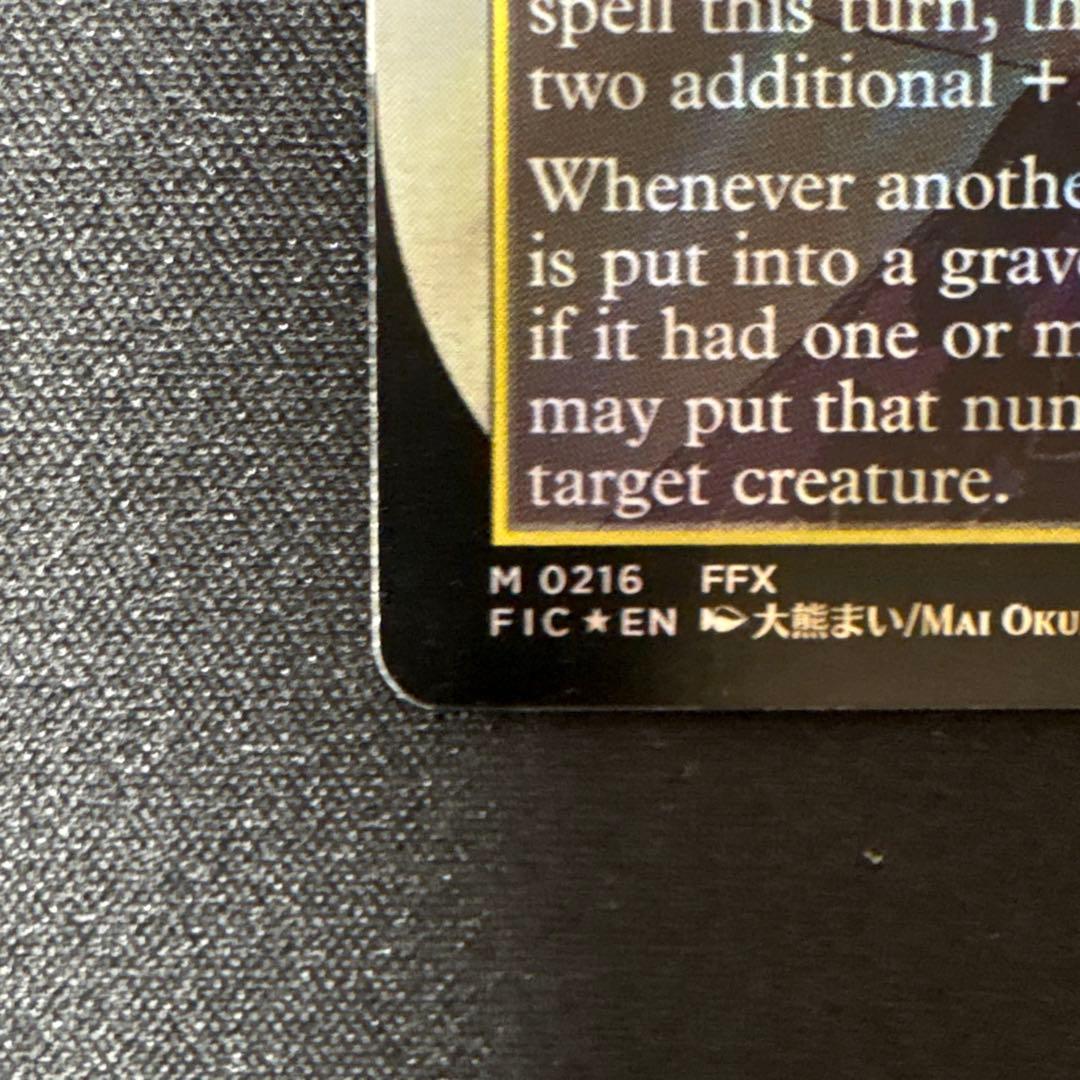 spell this turn, th
two additional +
Whenever anothe
is put into a grav
if it had one or m
may put that num
target creature.
M 0216 FFX
FIC★EN 大熊まい/MAI OKU